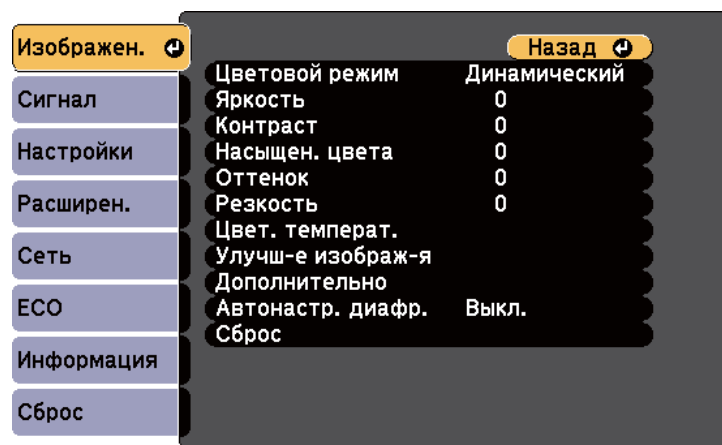 Изображен.
Сигнал
Настройки
Расширен.
Сеть
ECO
Информация
Сброс
Назад
Цветовой режим Динамический
Яркость 0
Контраст 0
Насыщен. цвета 0
Оттенок 0
Резкость 0
Цвет. температ.
Улучш-е изображ-я
Дополнительно
Автонастр. диафр. Выкл.
Сброс